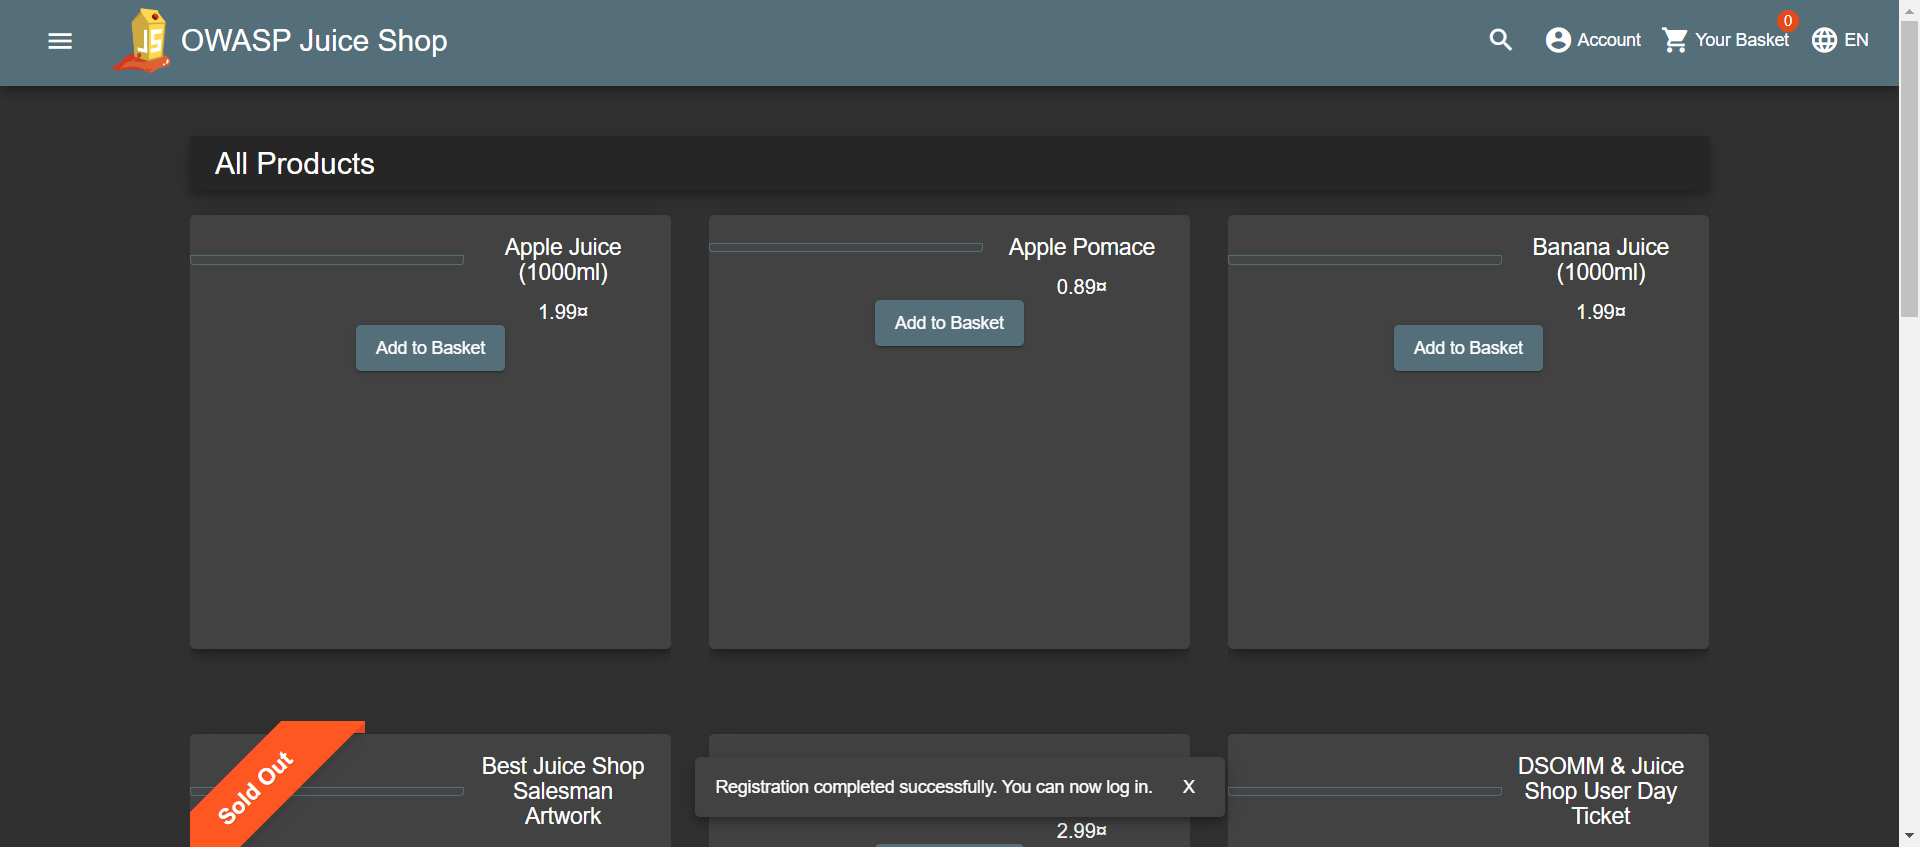 JS
OWASP Juice Shop
Account
0
Your Basket
EN
All Products
Apple Juice
(1000ml)
1.99¤
Add to Basket
Apple Pomace
0.89¤
Add to Basket
Banana Juice
(1000ml)
1.99¤
Add to Basket
Sold Out
Best Juice Shop
Salesman
Artwork
2.99¤
DSOMM & Juice
Shop User Day
Ticket
Registration completed successfully. You can now log in.
X